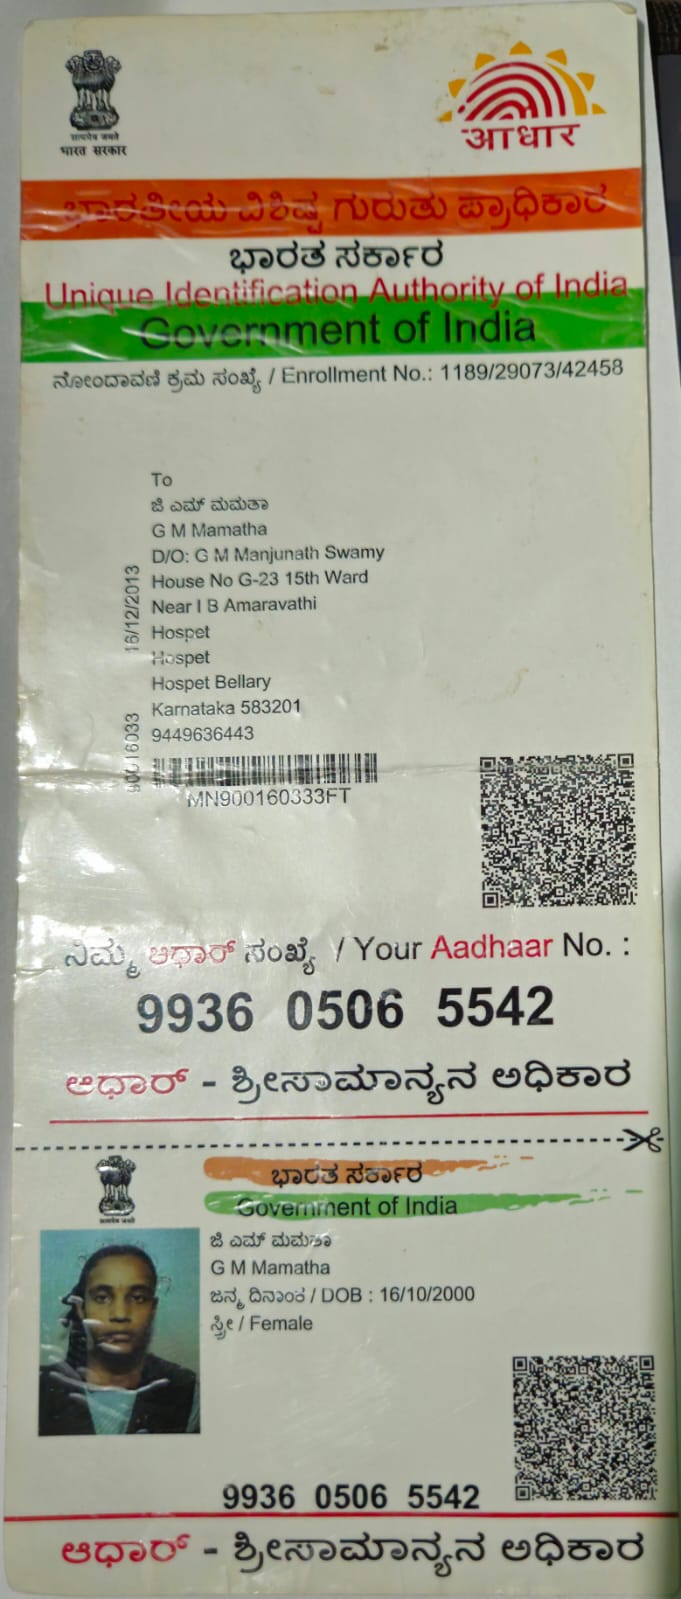 सत्यमेव जयते
भारत सरकार
आधार
ಭಾರತೀಯ ವಿಶಿಷ್ಟ ಗುರುತು ಪ್ರಾಧಿಕಾರ
ಭಾರತ ಸರ್ಕಾರ
Unique Identification Authority of India
Government of India
ನೋಂದಾವಣಿ ಕ್ರಮ ಸಂಖ್ಯೆ / Enrollment No.: 1189/29073/42458
To
ಜಿ ಎಮ್ ಮಮತಾ
G M Mamatha
D/O: G M Manjunath Swamy
House No G-23 15th Ward
Near I B Amaravathi
Hospet
Hospet
Hospet Bellary
Karnataka 583201
9449636443
16/12/2013
90016033
MN900160333FT
ನಿಮ್ಮ ಆಧಾರ್ ಸಂಖ್ಯೆ / Your Aadhaar No. :
9936 0506 5542
ಆಧಾರ್ - ಶ್ರೀಸಾಮಾನ್ಯನ ಅಧಿಕಾರ
ಭಾರತ ಸರ್ಕಾರ
Government of India
ಜಿ ಎಮ್ ಮಮತಾ
G M Mamatha
ಜನ್ಮ ದಿನಾಂಕ / DOB : 16/10/2000
ಸ್ತ್ರೀ / Female
9936 0506 5542
ಆಧಾರ್ - ಶ್ರೀಸಾಮಾನ್ಯನ ಅಧಿಕಾರ